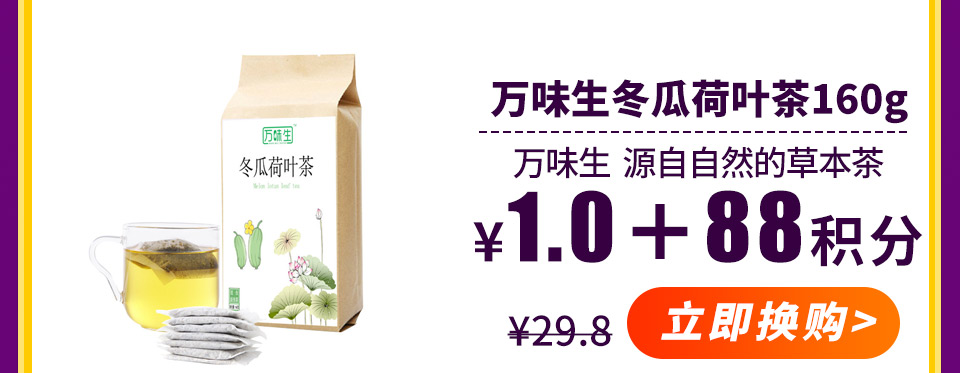 万味生
冬瓜荷叶茶
万味生冬瓜荷叶茶160g
万味生 源自自然的草本茶
¥1.0+88积分
¥29.8
立即换购>